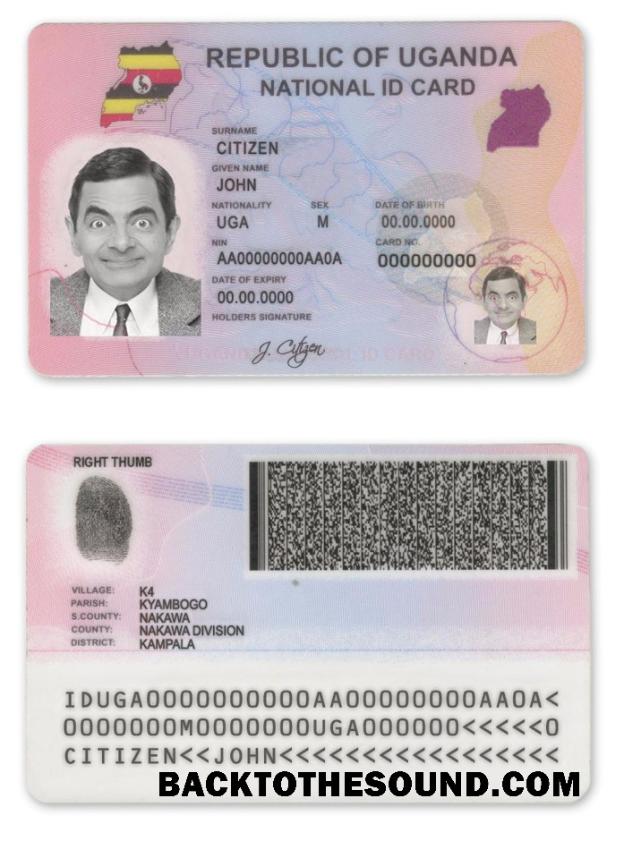 REPUBLIC OF UGANDA
NATIONAL ID CARD
SURNAME
CITIZEN
GIVEN NAME
JOHN
NATIONALITY SEX DATE OF BIRTH
UGA M 00.00.0000
NIN CARD NO.
AA00000000AA0A 000000000
DATE OF EXPIRY
00.00.0000
HOLDERS SIGNATURE
J. Citizen
RIGHT THUMB
VILLAGE: K4
PARISH: KYAMBOGO
S.COUNTY: NAKAWA
COUNTY: NAKAWA DIVISION
DISTRICT: KAMPALA
IDUGA0000000000AA00000000AA0A<
0000000M0000000UGA000000<<<<<0
CITIZEN<<JOHN<<<<<<<<<<<<<<<<<
BACKTOTHESOUND.COM